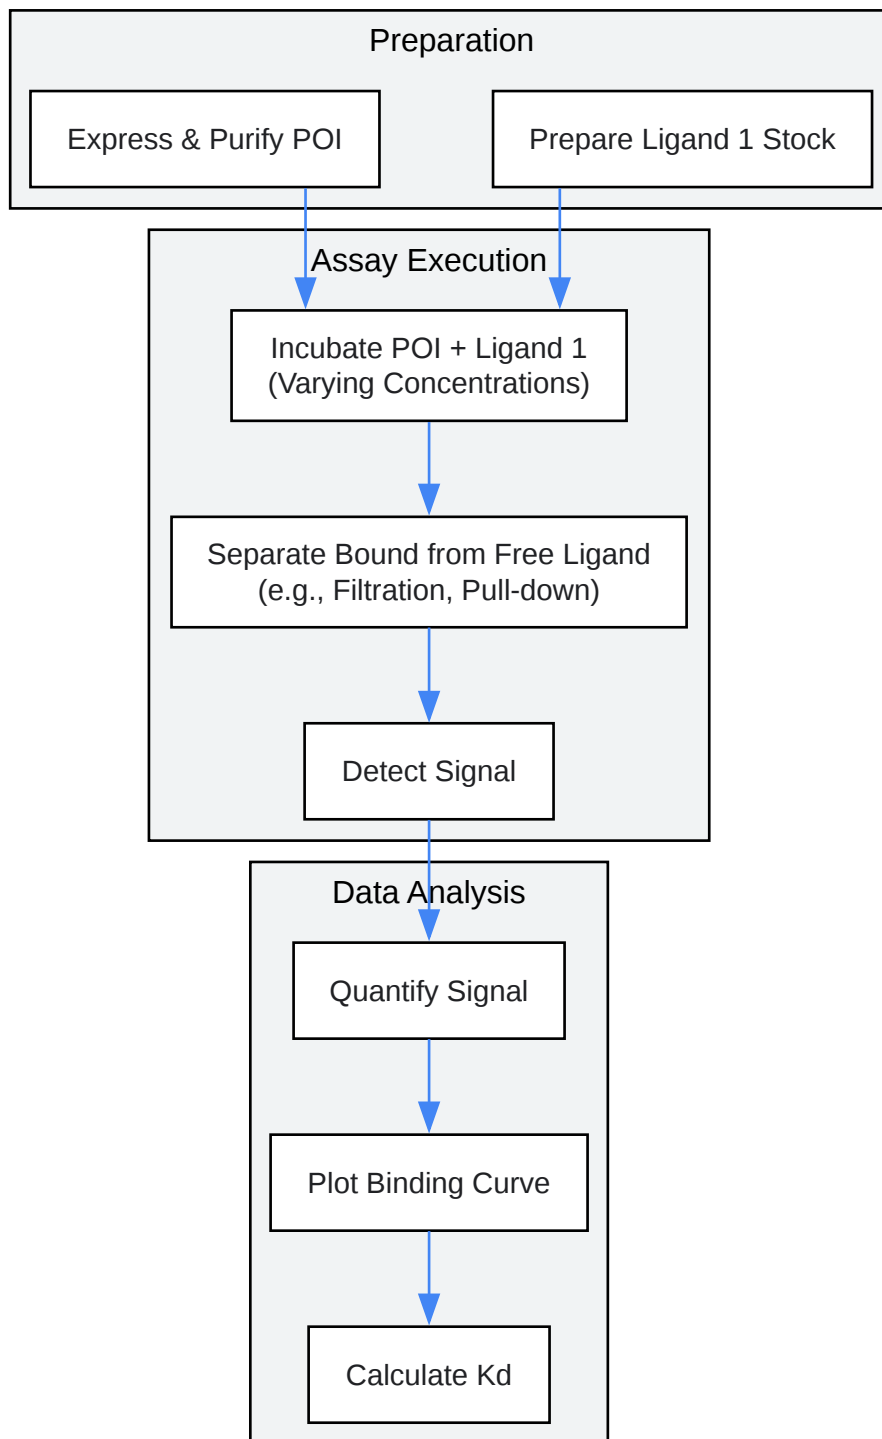 Preparation
Express & Purify POI
Prepare Ligand 1 Stock
Assay Execution
Incubate POI + Ligand 1
(Varying Concentrations)
Separate Bound from Free Ligand
(e.g., Filtration, Pull-down)
Detect Signal
Data Analysis
Quantify Signal
Plot Binding Curve
Calculate Kd